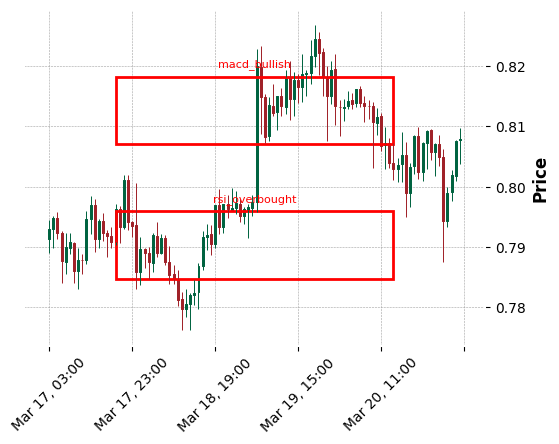 macd_bullish
rsi_overbought
0.82
0.81
0.80
0.79
0.78
Price
Mar 17, 03:00
Mar 17, 23:00
Mar 18, 19:00
Mar 19, 15:00
Mar 20, 11:00